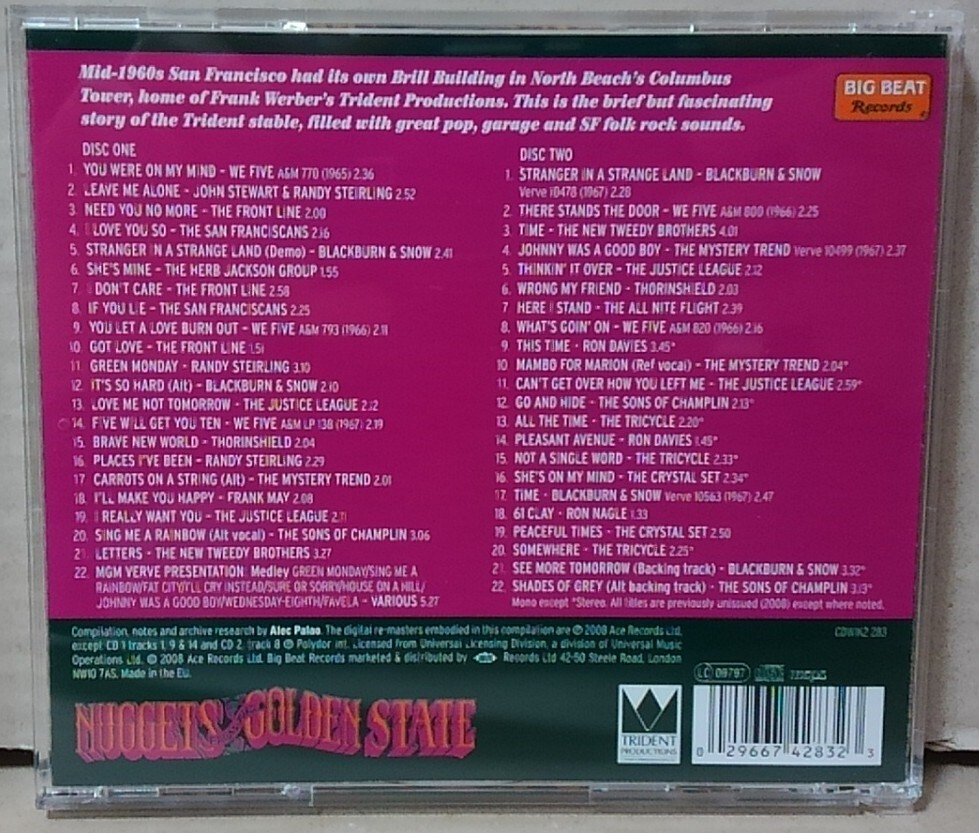 Mid-1960s San Francisco had its own Brill Building in North Beach's Columbus
Tower, home of Frank Werber's Trident Productions. This is the brief but fascinating
story of the Trident stable, filled with great pop, garage and SF folk rock sounds.
BIG BEAT
Records
DISC ONE
1. YOU WERE ON MY MIND - WE FIVE A&M 770 (1965) 2.36
2. LEAVE ME ALONE - JOHN STEWART & RANDY STEIRLING 2.52
3. NEED YOU NO MORE - THE FRONT LINE 2.00
4. I LOVE YOU SO - THE SAN FRANCISCANS 2.16
5. STRANGER IN A STRANGE LAND (Demo) - BLACKBURN & SNOW 2.41
6. SHE'S MINE - THE HERB JACKSON GROUP 1.55
7. I DON'T CARE - THE FRONT LINE 2.58
8. IF YOU LIE - THE SAN FRANCISCANS 2.25
9. YOU LET A LOVE BURN OUT - WE FIVE A&M 793 (1966) 2.11
10. GOT LOVE - THE FRONT LINE 1.51
11. GREEN MONDAY - RANDY STEIRLING 3.10
12. IT'S SO HARD (Alt) - BLACKBURN & SNOW 2.10
13. LOVE ME NOT TOMORROW - THE JUSTICE LEAGUE 2.12
14. FIVE WILL GET YOU TEN - WE FIVE A&M LP 138 (1967) 2.19
15. BRAVE NEW WORLD - THORINSHIELD 2.04
16. PLACES I'VE BEEN - RANDY STEIRLING 2.29
17. CARROTS ON A STRING (Alt) - THE MYSTERY TREND 2.01
18. I'LL MAKE YOU HAPPY - FRANK MAY 2.08
19. I REALLY WANT YOU - THE JUSTICE LEAGUE 2.11
20. SING ME A RAINBOW (Alt vocal) - THE SONS OF CHAMPLIN 3.06
21. LETTERS - THE NEW TWEEDY BROTHERS 3.27
22. MGM VERVE PRESENTATION: Medley GREEN MONDAY/SING ME A
RAINBOW/FAT CITY/I'LL CRY INSTEAD/SURE OR SORRY/HOUSE ON A HILL/
JOHNNY WAS A GOOD BOY/WEDNESDAY-EIGHTH/FAVELA - VARIOUS 5.27
DISC TWO
1. STRANGER IN A STRANGE LAND - BLACKBURN & SNOW
Verve 10478 (1967) 2.28
2. THERE STANDS THE DOOR - WE FIVE A&M 800 (1966) 2.25
3. TIME - THE NEW TWEEDY BROTHERS 4.01
4. JOHNNY WAS A GOOD BOY - THE MYSTERY TREND Verve 10499 (1967) 2.37
5. THINKIN' IT OVER - THE JUSTICE LEAGUE 2.12
6. WRONG MY FRIEND - THORINSHIELD 2.03
7. HERE I STAND - THE ALL NITE FLIGHT 2.39
8. WHAT'S GOIN' ON - WE FIVE A&M 820 (1966) 2.16
9. THIS TIME - RON DAVIES 3.45*
10. MAMBO FOR MARION (Ref vocal) - THE MYSTERY TREND 2.04*
11. CAN'T GET OVER HOW YOU LEFT ME - THE JUSTICE LEAGUE 2.59*
12. GO AND HIDE - THE SONS OF CHAMPLIN 2.13*
13. ALL THE TIME - THE TRICYCLE 2.20*
14. PLEASANT AVENUE - RON DAVIES 1.45*
15. NOT A SINGLE WORD - THE TRICYCLE 2.33*
16. SHE'S ON MY MIND - THE CRYSTAL SET 2.34*
17. TIME - BLACKBURN & SNOW Verve 10563 (1967) 2.47
18. 61 CLAY - RON NAGLE 1.33
19. PEACEFUL TIMES - THE CRYSTAL SET 2.50
20. SOMEWHERE - THE TRICYCLE 2.25*
21. SEE MORE TOMORROW (Backing track) - BLACKBURN & SNOW 3.32*
22. SHADES OF GREY (Alt backing track) - THE SONS OF CHAMPLIN 3.13*
Mono except *Stereo. All titles are previously unissued (2008) except where noted.
Compilation, notes and archive research by Alec Palao. The digital re-masters embodied in this compilation are ℗ 2008 Ace Records Ltd.
except CD 1 tracks 1, 9 & 14 and CD 2, track 8 ℗ Polydor Int. Licensed from Universal Licensing Division, a division of Universal Music
Operations Ltd. © 2008 Ace Records Ltd. Big Beat Records marketed & distributed by Records Ltd 42-50 Steele Road, London
NW10 7AS. Made in the EU.
CDWIK2 283
LC 09797
mcps
NUGGETS GOLDEN STATE
TRIDENT
PRODUCTIONS
0 29667 42832 3